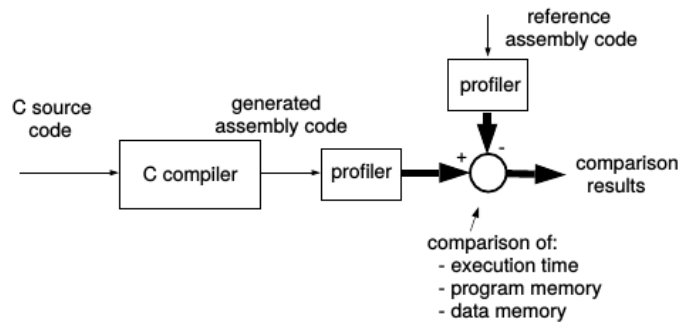 reference
assembly code
profiler
C source
code
generated
assembly code
C compiler
profiler
+
-
comparison
results
comparison of:
- execution time
- program memory
- data memory